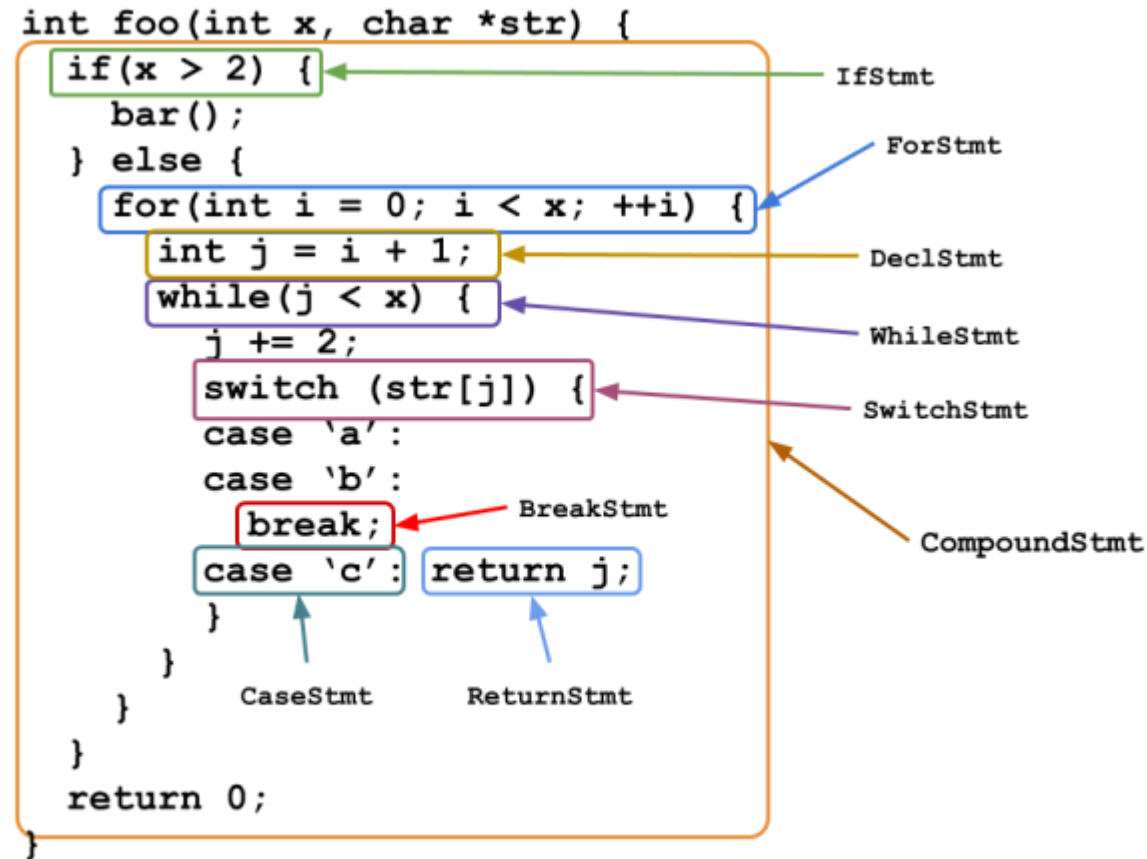 int foo(int x, char *str) {
if(x > 2) {
IfStmt
bar();
} else {
ForStmt
for(int i = 0; i < x; ++i) {
int j = i + 1;
DeclStmt
while(j < x) {
WhileStmt
j += 2;
switch (str[j]) {
SwitchStmt
case ‘a’:
case ‘b’:
break;
BreakStmt
CompoundStmt
case ‘c’: return j;
}
}
CaseStmt
ReturnStmt
}
}
return 0;
}